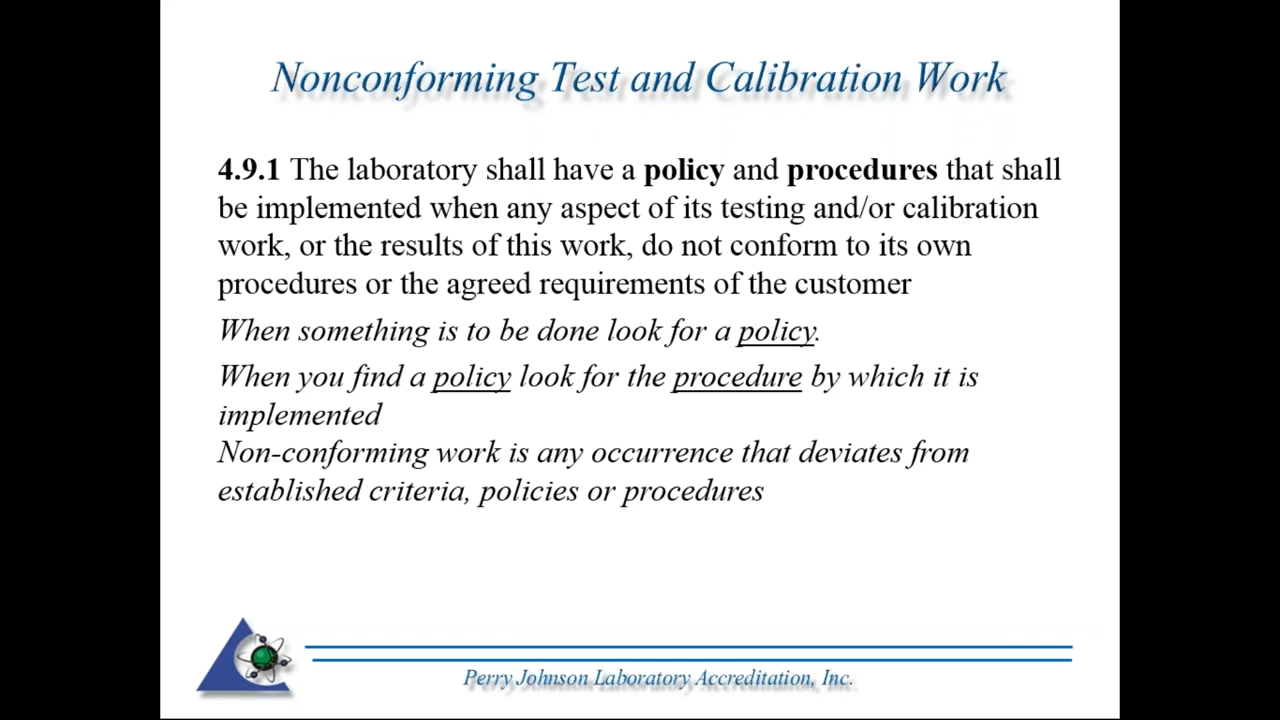 Nonconforming Test and Calibration Work
4.9.1 The laboratory shall have a policy and procedures that shall
be implemented when any aspect of its testing and/or calibration
work, or the results of this work, do not conform to its own
procedures or the agreed requirements of the customer
When something is to be done look for a policy.
When you find a policy look for the procedure by which it is
implemented
Non-conforming work is any occurrence that deviates from
established criteria, policies or procedures
Perry Johnson Laboratory Accreditation, Inc.